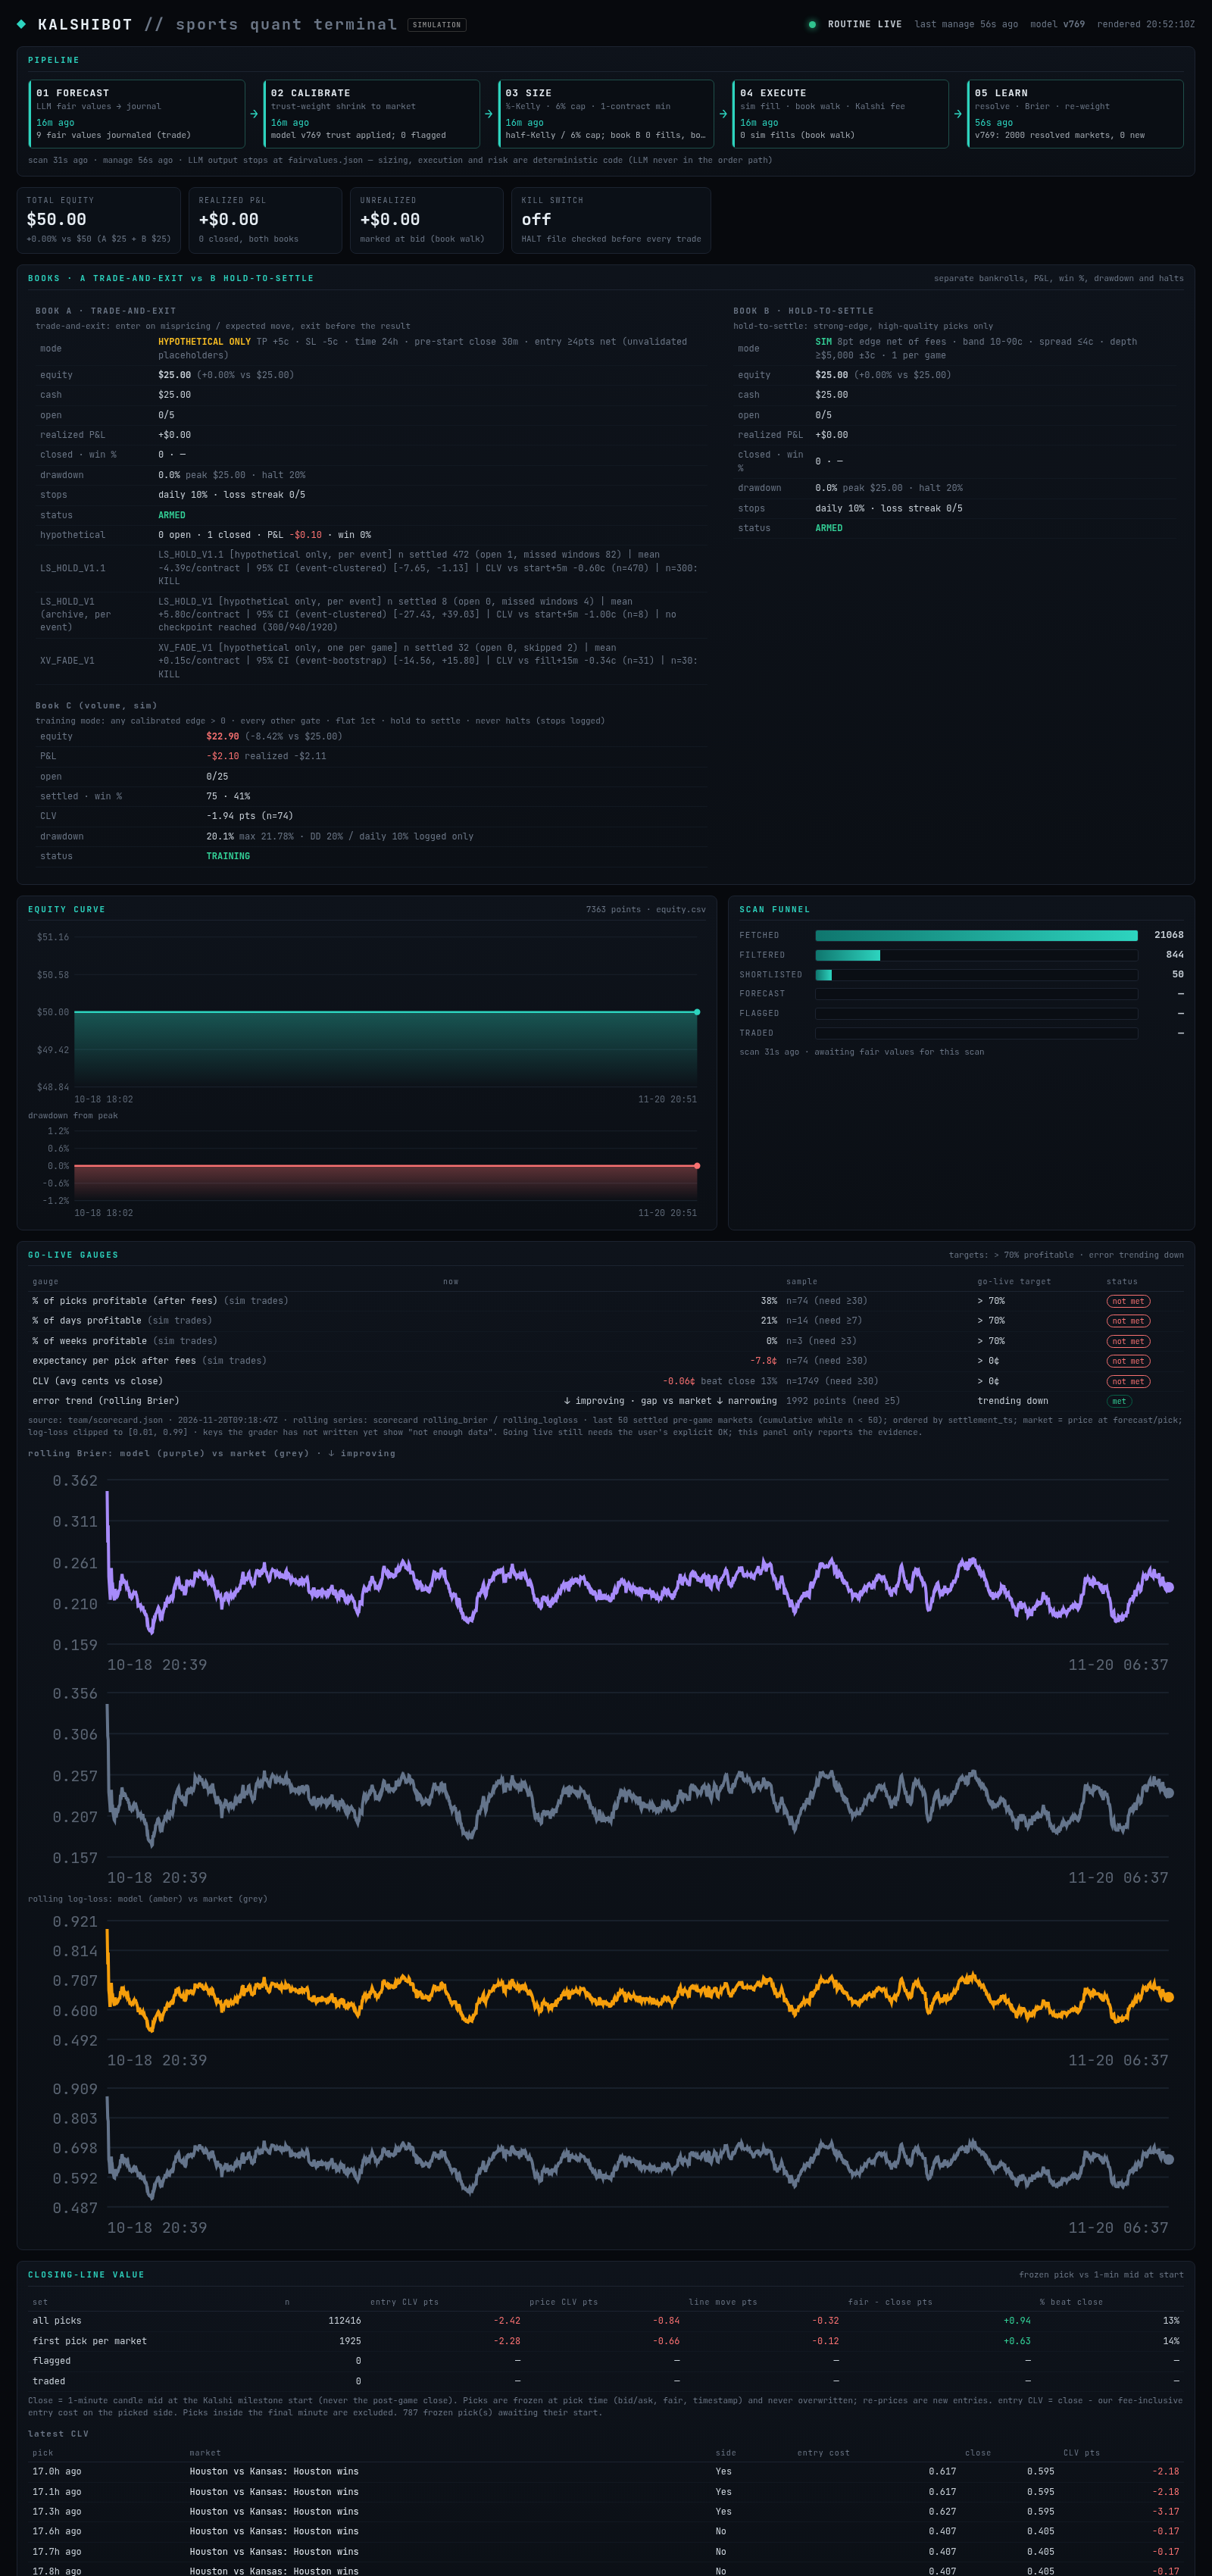 ◆ KALSHIBOT // sports quant terminal SIMULATION
ROUTINE LIVE last manage 56s ago model v769 rendered 20:52:10Z
PIPELINE
01 FORECAST
LLM fair values → journal
16m ago
9 fair values journaled (trade)
→
02 CALIBRATE
trust-weight shrink to market
16m ago
model v769 trust applied; 0 flagged
→
03 SIZE
½-Kelly · 6% cap · 1-contract min
16m ago
half-Kelly / 6% cap; book B 0 fills, bo…
→
04 EXECUTE
sim fill · book walk · Kalshi fee
16m ago
0 sim fills (book walk)
→
05 LEARN
resolve · Brier · re-weight
56s ago
v769: 2000 resolved markets, 0 new
scan 31s ago · manage 56s ago · LLM output stops at fairvalues.json — sizing, execution and risk are deterministic code (LLM never in the order path)
TOTAL EQUITY
$50.00
+0.00% vs $50 (A $25 + B $25)
REALIZED P&L
+$0.00
0 closed, both books
UNREALIZED
+$0.00
marked at bid (book walk)
KILL SWITCH
off
HALT file checked before every trade
BOOKS · A TRADE-AND-EXIT vs B HOLD-TO-SETTLE
separate bankrolls, P&L, win %, drawdown and halts
BOOK A · TRADE-AND-EXIT
trade-and-exit: enter on mispricing / expected move, exit before the result
mode HYPOTHETICAL ONLY TP +5c · SL -5c · time 24h · pre-start close 30m · entry ≥4pts net (unvalidated
placeholders)
equity $25.00 (+0.00% vs $25.00)
cash $25.00
open 0/5
realized P&L +$0.00
closed · win % 0 · —
drawdown 0.0% peak $25.00 · halt 20%
stops daily 10% · loss streak 0/5
status ARMED
hypothetical 0 open · 1 closed · P&L -$0.10 · win 0%
LS_HOLD_V1.1 LS_HOLD_V1.1 [hypothetical only, per event] n settled 472 (open 1, missed windows 82) | mean
-4.39c/contract | 95% CI (event-clustered) [-7.65, -1.13] | CLV vs start+5m -0.60c (n=470) | n=300:
KILL
LS_HOLD_V1 (archive, per event) LS_HOLD_V1 [hypothetical only, per event] n settled 8 (open 0, missed windows 4) | mean
+5.80c/contract | 95% CI (event-clustered) [-27.43, +39.03] | CLV vs start+5m -1.00c (n=8) | no
checkpoint reached (300/940/1920)
XV_FADE_V1 XV_FADE_V1 [hypothetical only, one per game] n settled 32 (open 0, skipped 2) | mean
+0.15c/contract | 95% CI (event-bootstrap) [-14.56, +15.80] | CLV vs fill+15m -0.34c (n=31) | n=30:
KILL
BOOK B · HOLD-TO-SETTLE
hold-to-settle: strong-edge, high-quality picks only
mode SIM 8pt edge net of fees · band 10-90c · spread ≤4c · depth
≥$5,000 ±3c · 1 per game
equity $25.00 (+0.00% vs $25.00)
cash $25.00
open 0/5
realized P&L +$0.00
closed · win % 0 · —
drawdown 0.0% peak $25.00 · halt 20%
stops daily 10% · loss streak 0/5
status ARMED
Book C (volume, sim)
training mode: any calibrated edge > 0 · every other gate · flat 1ct · hold to settle · never halts (stops logged)
equity $22.90 (-8.42% vs $25.00)
P&L -$2.10 realized -$2.11
open 0/25
settled · win % 75 · 41%
CLV -1.94 pts (n=74)
drawdown 20.1% max 21.78% · DD 20% / daily 10% logged only
status TRAINING
EQUITY CURVE
7363 points · equity.csv
$51.16
$50.58
$50.00
$49.42
$48.84
10-18 18:02 11-20 20:51
drawdown from peak
1.2%
0.6%
0.0%
-0.6%
-1.2%
10-18 18:02 11-20 20:51
SCAN FUNNEL
FETCHED 21068
FILTERED 844
SHORTLISTED 50
FORECAST —
FLAGGED —
TRADED —
scan 31s ago · awaiting fair values for this scan
GO-LIVE GAUGES
targets: > 70% profitable · error trending down
gauge now sample go-live target status
% of picks profitable (after fees) (sim trades) 38% n=74 (need ≥30) > 70% not met
% of days profitable (sim trades) 21% n=14 (need ≥7) > 70% not met
% of weeks profitable (sim trades) 0% n=3 (need ≥3) > 70% not met
expectancy per pick after fees (sim trades) -7.8¢ n=74 (need ≥30) > 0¢ not met
CLV (avg cents vs close) -0.06¢ beat close 13% n=1749 (need ≥30) > 0¢ not met
error trend (rolling Brier) ↓ improving · gap vs market ↓ narrowing 1992 points (need ≥5) trending down met
source: team/scorecard.json · 2026-11-20T09:18:47Z · rolling series: scorecard rolling_brier / rolling_logloss · last 50 settled pre-game markets (cumulative while n < 50); ordered by settlement_ts; market = price at forecast/pick;
log-loss clipped to [0.01, 0.99] · keys the grader has not written yet show "not enough data". Going live still needs the user's explicit OK; this panel only reports the evidence.
rolling Brier: model (purple) vs market (grey) · ↓ improving
0.362
0.311
0.261
0.210
0.159
10-18 20:39 11-20 06:37
0.356
0.306
0.257
0.207
0.157
10-18 20:39 11-20 06:37
rolling log-loss: model (amber) vs market (grey)
0.921
0.814
0.707
0.600
0.492
10-18 20:39 11-20 06:37
0.909
0.803
0.698
0.592
0.487
10-18 20:39 11-20 06:37
CLOSING-LINE VALUE
frozen pick vs 1-min mid at start
set n entry CLV pts price CLV pts line move pts fair - close pts % beat close
all picks 112416 -2.42 -0.84 -0.32 +0.94 13%
first pick per market 1925 -2.28 -0.66 -0.12 +0.63 14%
flagged 0 — — — — —
traded 0 — — — — —
Close = 1-minute candle mid at the Kalshi milestone start (never the post-game close). Picks are frozen at pick time (bid/ask, fair, timestamp) and never overwritten; re-prices are new entries. entry CLV = close - our fee-inclusive
entry cost on the picked side. Picks inside the final minute are excluded. 787 frozen pick(s) awaiting their start.
latest CLV
pick market side entry cost close CLV pts
17.0h ago Houston vs Kansas: Houston wins Yes 0.617 0.595 -2.18
17.1h ago Houston vs Kansas: Houston wins Yes 0.617 0.595 -2.18
17.3h ago Houston vs Kansas: Houston wins Yes 0.627 0.595 -3.17
17.6h ago Houston vs Kansas: Houston wins No 0.407 0.405 -0.17
17.7h ago Houston vs Kansas: Houston wins No 0.407 0.405 -0.17
17.8h ago Houston vs Kansas: Houston wins No 0.407 0.405 -0.17